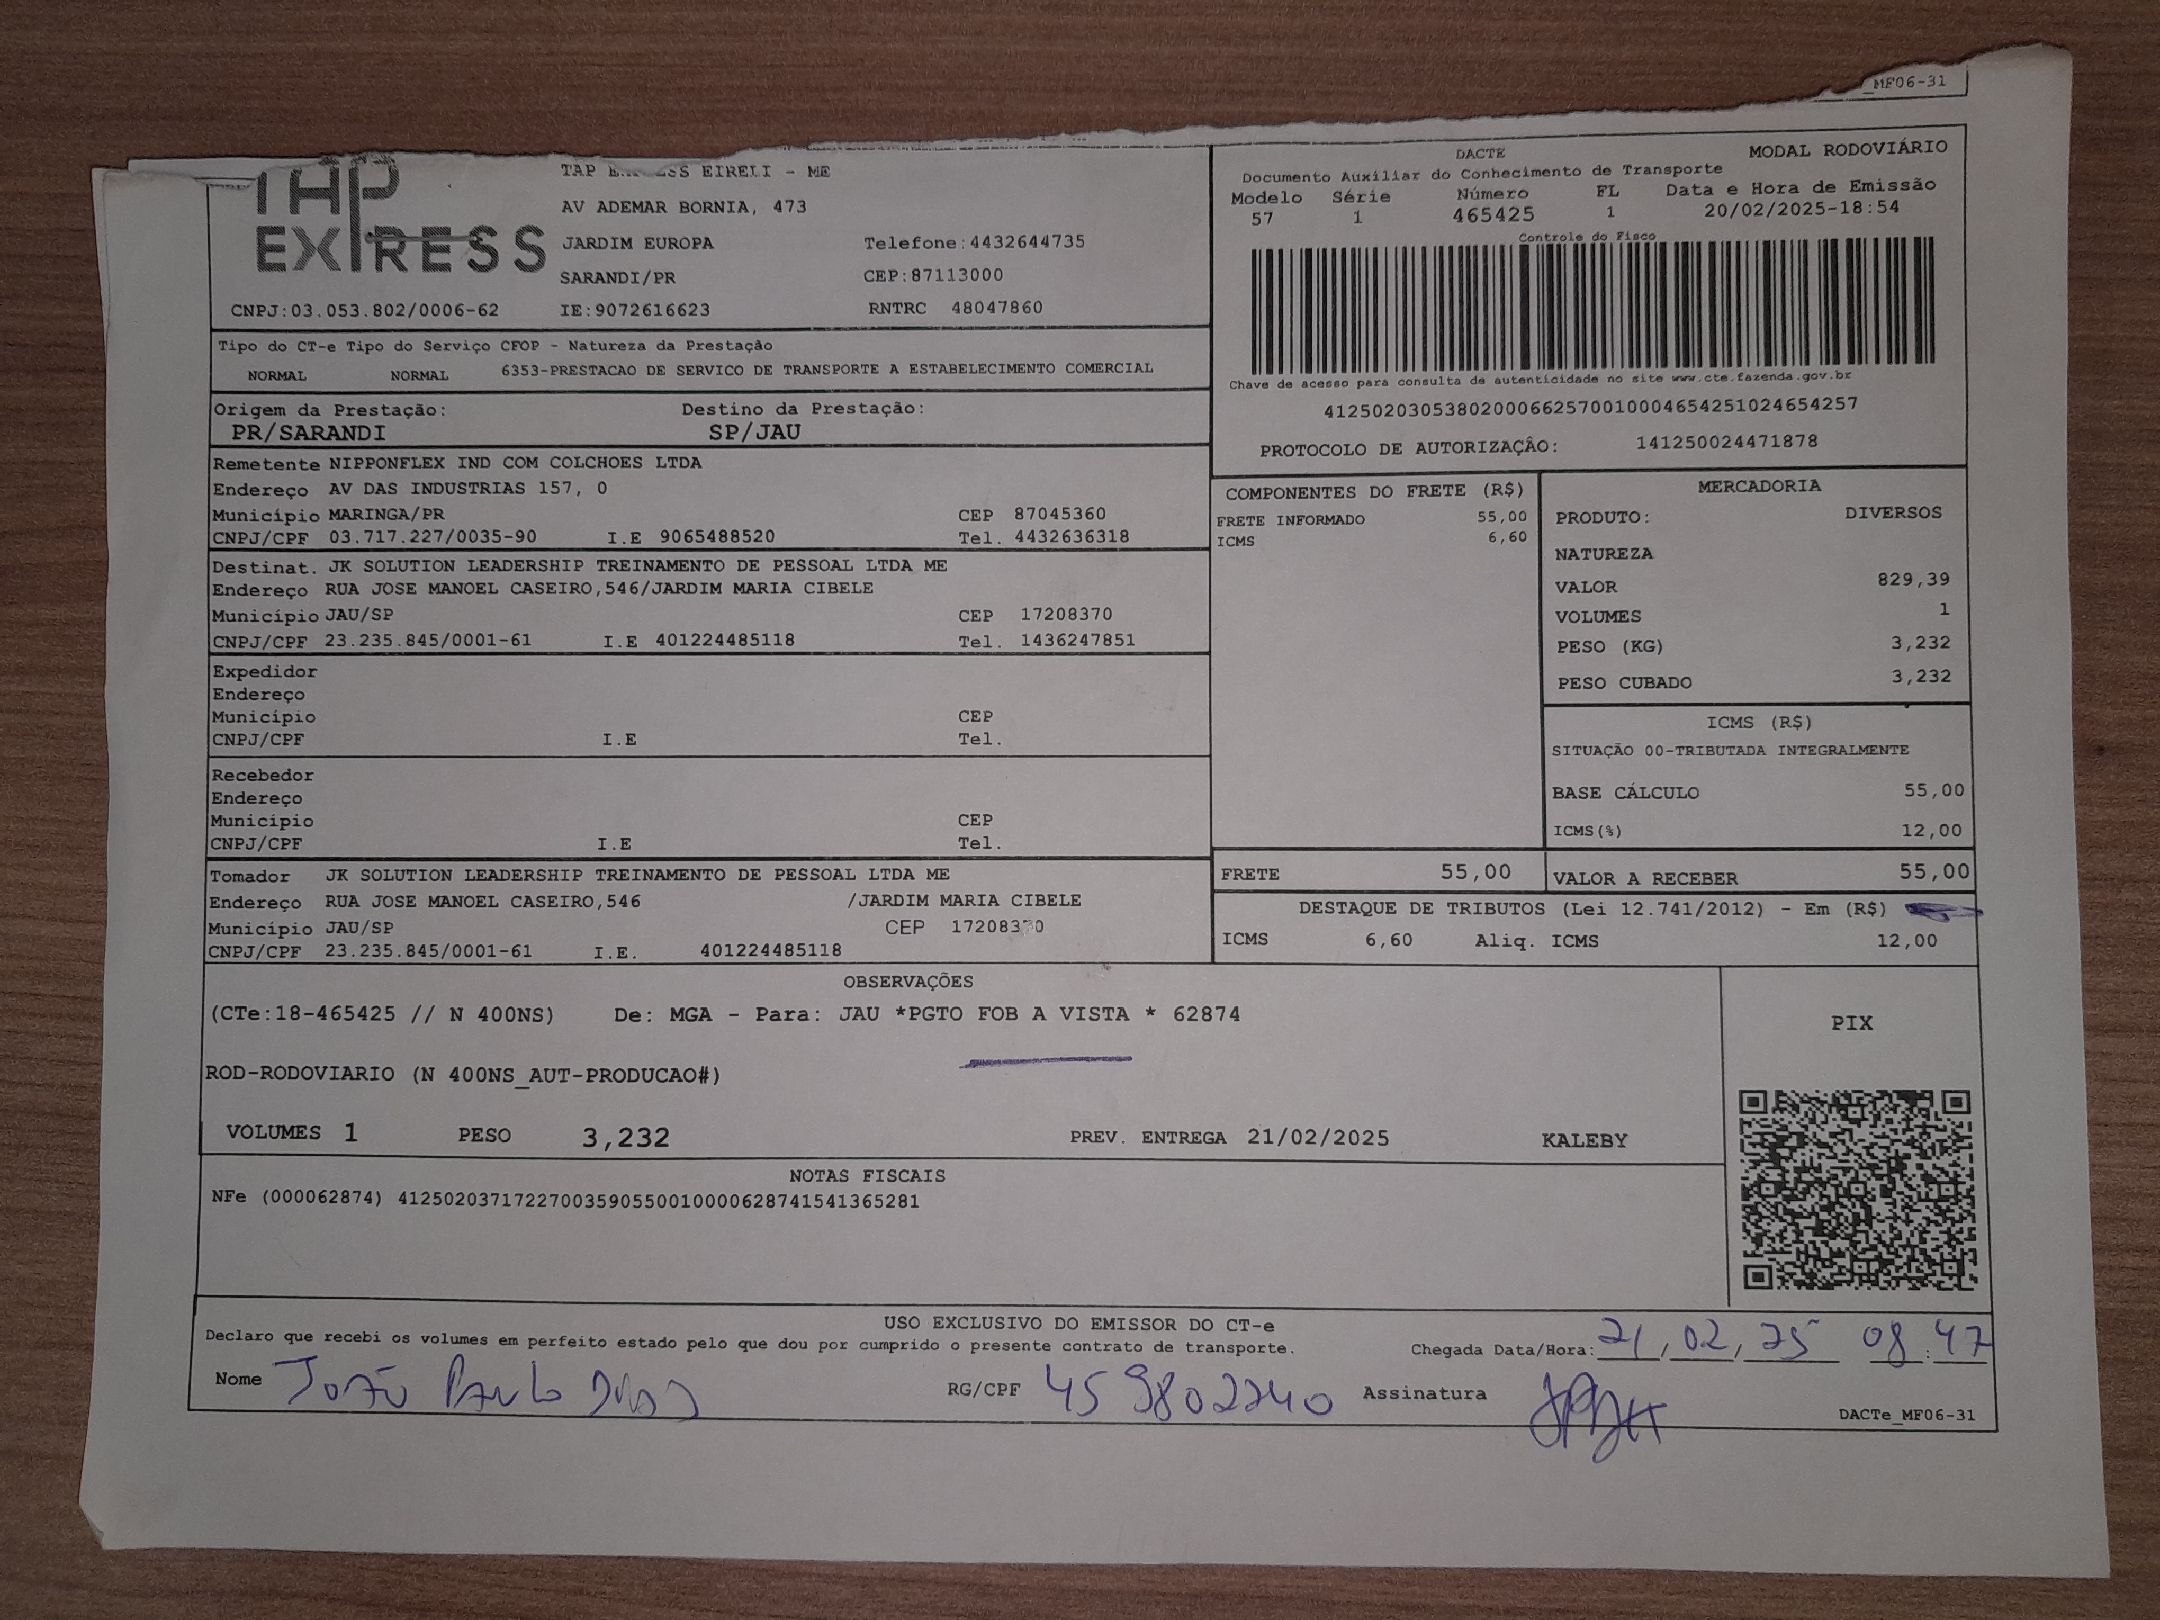 _MF06-31
TAP
EXPRESS
TAP EXPRESS EIRELI - ME
AV ADEMAR BORNIA, 473
JARDIM EUROPA Telefone:4432644735
SARANDI/PR CEP:87113000
CNPJ:03.053.802/0006-62 IE:9072616623 RNTRC 48047860
DACTE MODAL RODOVIÁRIO
Documento Auxiliar do Conhecimento de Transporte
Modelo Série Número FL Data e Hora de Emissão
57 1 465425 1 20/02/2025-18:54
Controle do Fisco
Chave de acesso para consulta de autenticidade no site www.cte.fazenda.gov.br
41250203053802000662570010004654251024654257
PROTOCOLO DE AUTORIZAÇÂO: 141250024471878
Tipo do CT-e Tipo do Serviço CFOP - Natureza da Prestação
NORMAL NORMAL 6353-PRESTACAO DE SERVICO DE TRANSPORTE A ESTABELECIMENTO COMERCIAL
Origem da Prestação: Destino da Prestação:
PR/SARANDI SP/JAU
Remetente NIPPONFLEX IND COM COLCHOES LTDA
Endereço AV DAS INDUSTRIAS 157, 0
Município MARINGA/PR CEP 87045360
CNPJ/CPF 03.717.227/0035-90 I.E 9065488520 Tel. 4432636318
Destinat. JK SOLUTION LEADERSHIP TREINAMENTO DE PESSOAL LTDA ME
Endereço RUA JOSE MANOEL CASEIRO,546/JARDIM MARIA CIBELE
Município JAU/SP CEP 17208370
CNPJ/CPF 23.235.845/0001-61 I.E 401224485118 Tel. 1436247851
Expedidor
Endereço
Município CEP
CNPJ/CPF I.E Tel.
Recebedor
Endereço
Município CEP
CNPJ/CPF I.E Tel.
Tomador JK SOLUTION LEADERSHIP TREINAMENTO DE PESSOAL LTDA ME
Endereço RUA JOSE MANOEL CASEIRO,546 /JARDIM MARIA CIBELE
Município JAU/SP CEP 17208370
CNPJ/CPF 23.235.845/0001-61 I.E. 401224485118
COMPONENTES DO FRETE (R$)
FRETE INFORMADO 55,00
ICMS 6,60
MERCADORIA
PRODUTO: DIVERSOS
NATUREZA
VALOR 829,39
VOLUMES 1
PESO (KG) 3,232
PESO CUBADO 3,232
ICMS (R$)
SITUAÇÃO 00-TRIBUTADA INTEGRALMENTE
BASE CÁLCULO 55,00
ICMS(%) 12,00
FRETE 55,00 VALOR A RECEBER 55,00
DESTAQUE DE TRIBUTOS (Lei 12.741/2012) - Em (R$)
ICMS 6,60 Aliq. ICMS 12,00
OBSERVAÇÕES
(CTe:18-465425 // N 400NS) De: MGA - Para: JAU *PGTO FOB A VISTA * 62874
ROD-RODOVIARIO (N 400NS_AUT-PRODUCAO#)
VOLUMES 1 PESO 3,232 PREV. ENTREGA 21/02/2025 KALEBY
PIX
NOTAS FISCAIS
NFe (000062874) 41250203717227003590550010000628741541365281
USO EXCLUSIVO DO EMISSOR DO CT-e
Declaro que recebi os volumes em perfeito estado pelo que dou por cumprido o presente contrato de transporte. Chegada Data/Hora: 21/02/25 08:47
Nome João Paulo RG/CPF 459802240 Assinatura
DACTe_MF06-31